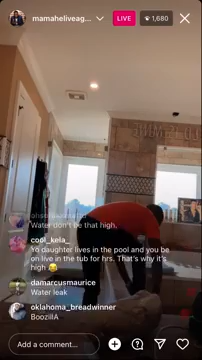 mamaheliveag...
LIVE
1,680
Water don't be that high.
cool_kela_
Yo daughter lives in the pool and you be
on live in the tub for hrs. That's why it's
high 😂
damarcusmaurice
Water leak
oklahoma_breadwinner
BoozillA
Add a comment...